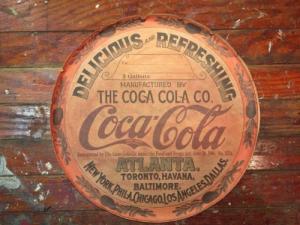 DELICIOUS AND REFRESHING
5 Gallons
MANUFACTURED BY
THE COCA COLA CO.
Coca-Cola
ATLANTA,
TORONTO, HAVANA,
BALTIMORE.
NEW YORK, PHILA, CHICAGO, LOS ANGELES, DALLAS.